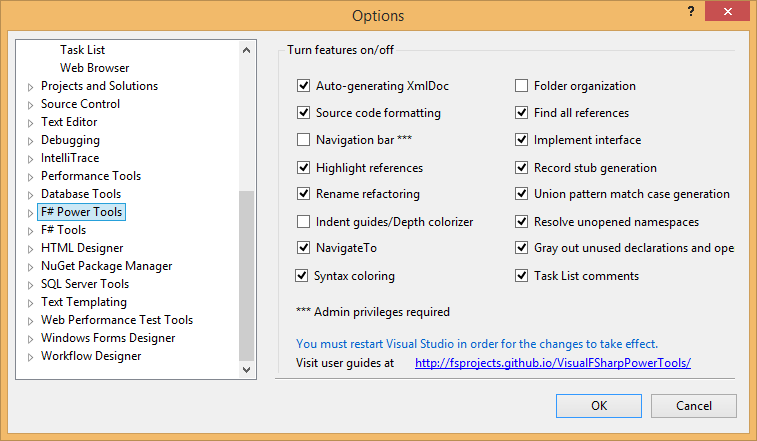 Options
?
Task List
Web Browser
Projects and Solutions
Source Control
Text Editor
Debugging
IntelliTrace
Performance Tools
Database Tools
F# Power Tools
F# Tools
HTML Designer
NuGet Package Manager
SQL Server Tools
Text Templating
Web Performance Test Tools
Windows Forms Designer
Workflow Designer
Turn features on/off
Auto-generating XmlDoc
Folder organization
Source code formatting
Find all references
Navigation bar ***
Implement interface
Highlight references
Record stub generation
Rename refactoring
Union pattern match case generation
Indent guides/Depth colorizer
Resolve unopened namespaces
NavigateTo
Gray out unused declarations and ope
Syntax coloring
Task List comments
*** Admin privileges required
You must restart Visual Studio in order for the changes to take effect.
Visit user guides at http://fsprojects.github.io/VisualFSharpPowerTools/
OK
Cancel